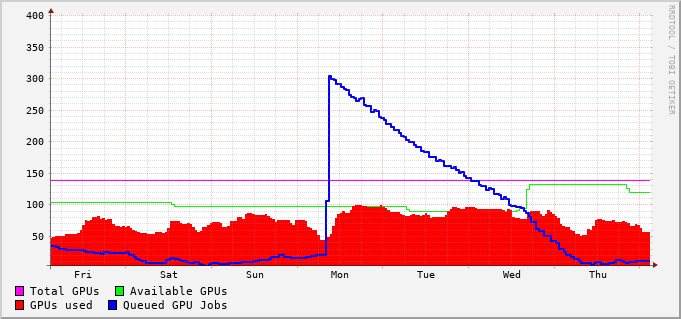 400
350
300
250
200
150
100
50
Fri Sat Sun Mon Tue Wed Thu
Total GPUs Available GPUs
GPUs used Queued GPU Jobs
RRDTOOL / TOBI OETIKER